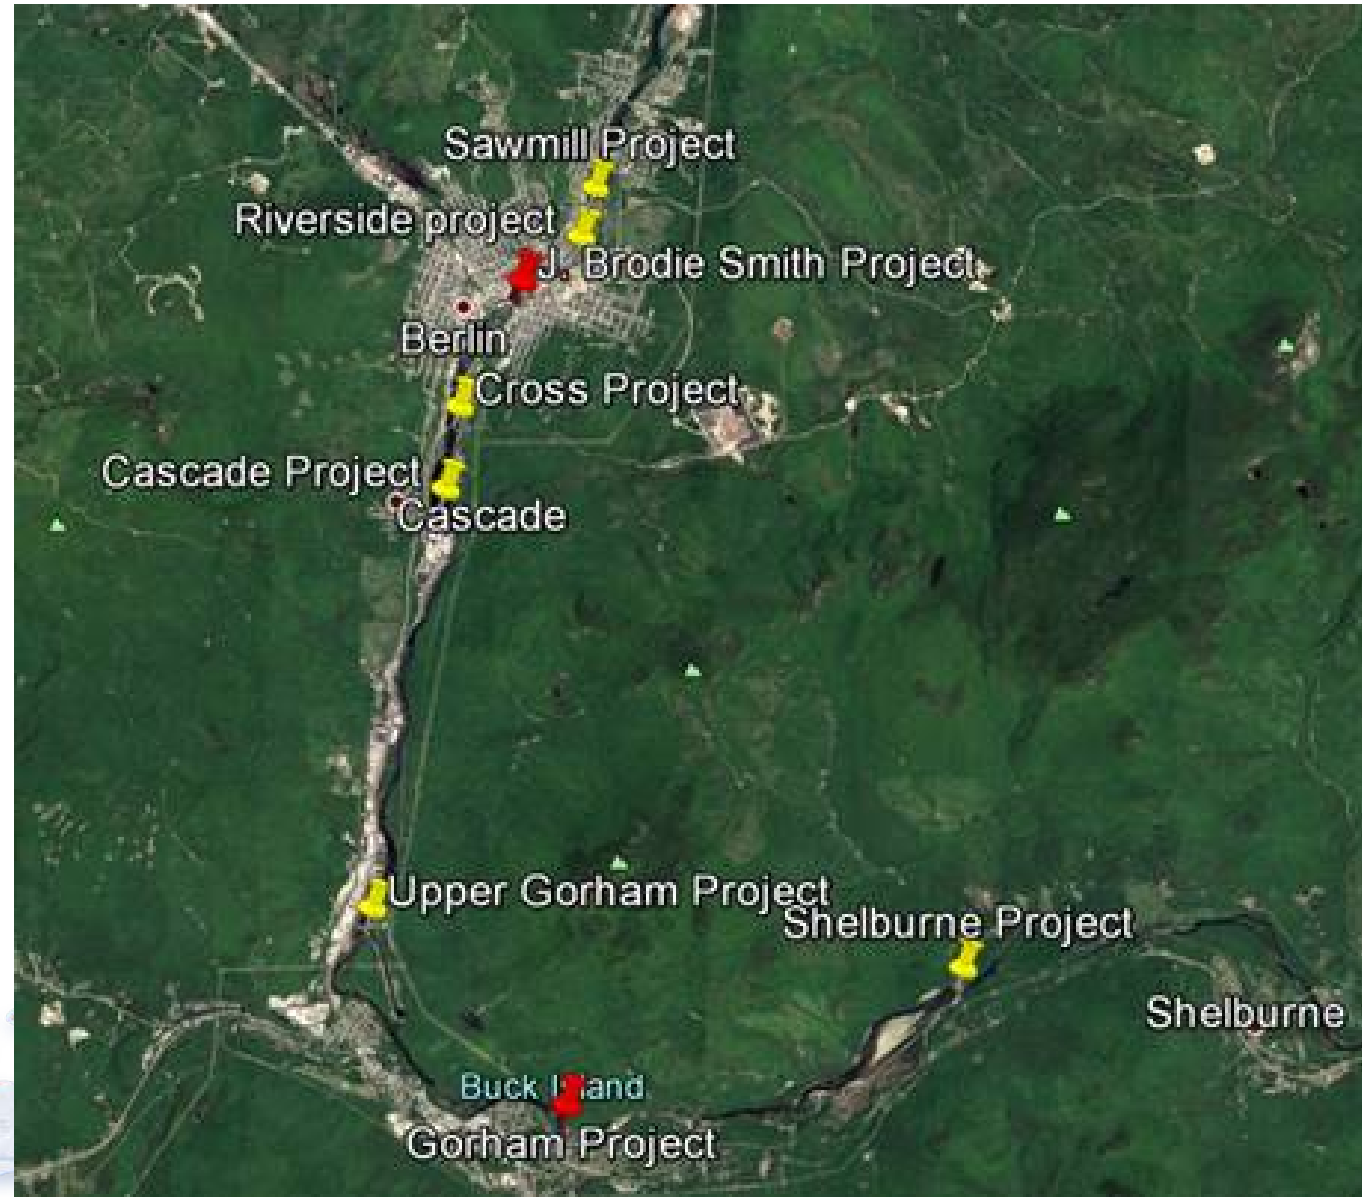 Sawmill Project
Riverside project
J. Brodie Smith Project
Berlin
Cross Project
Cascade Project
Cascade
Upper Gorham Project
Shelburne Project
Shelburne
Buck Island
Gorham Project